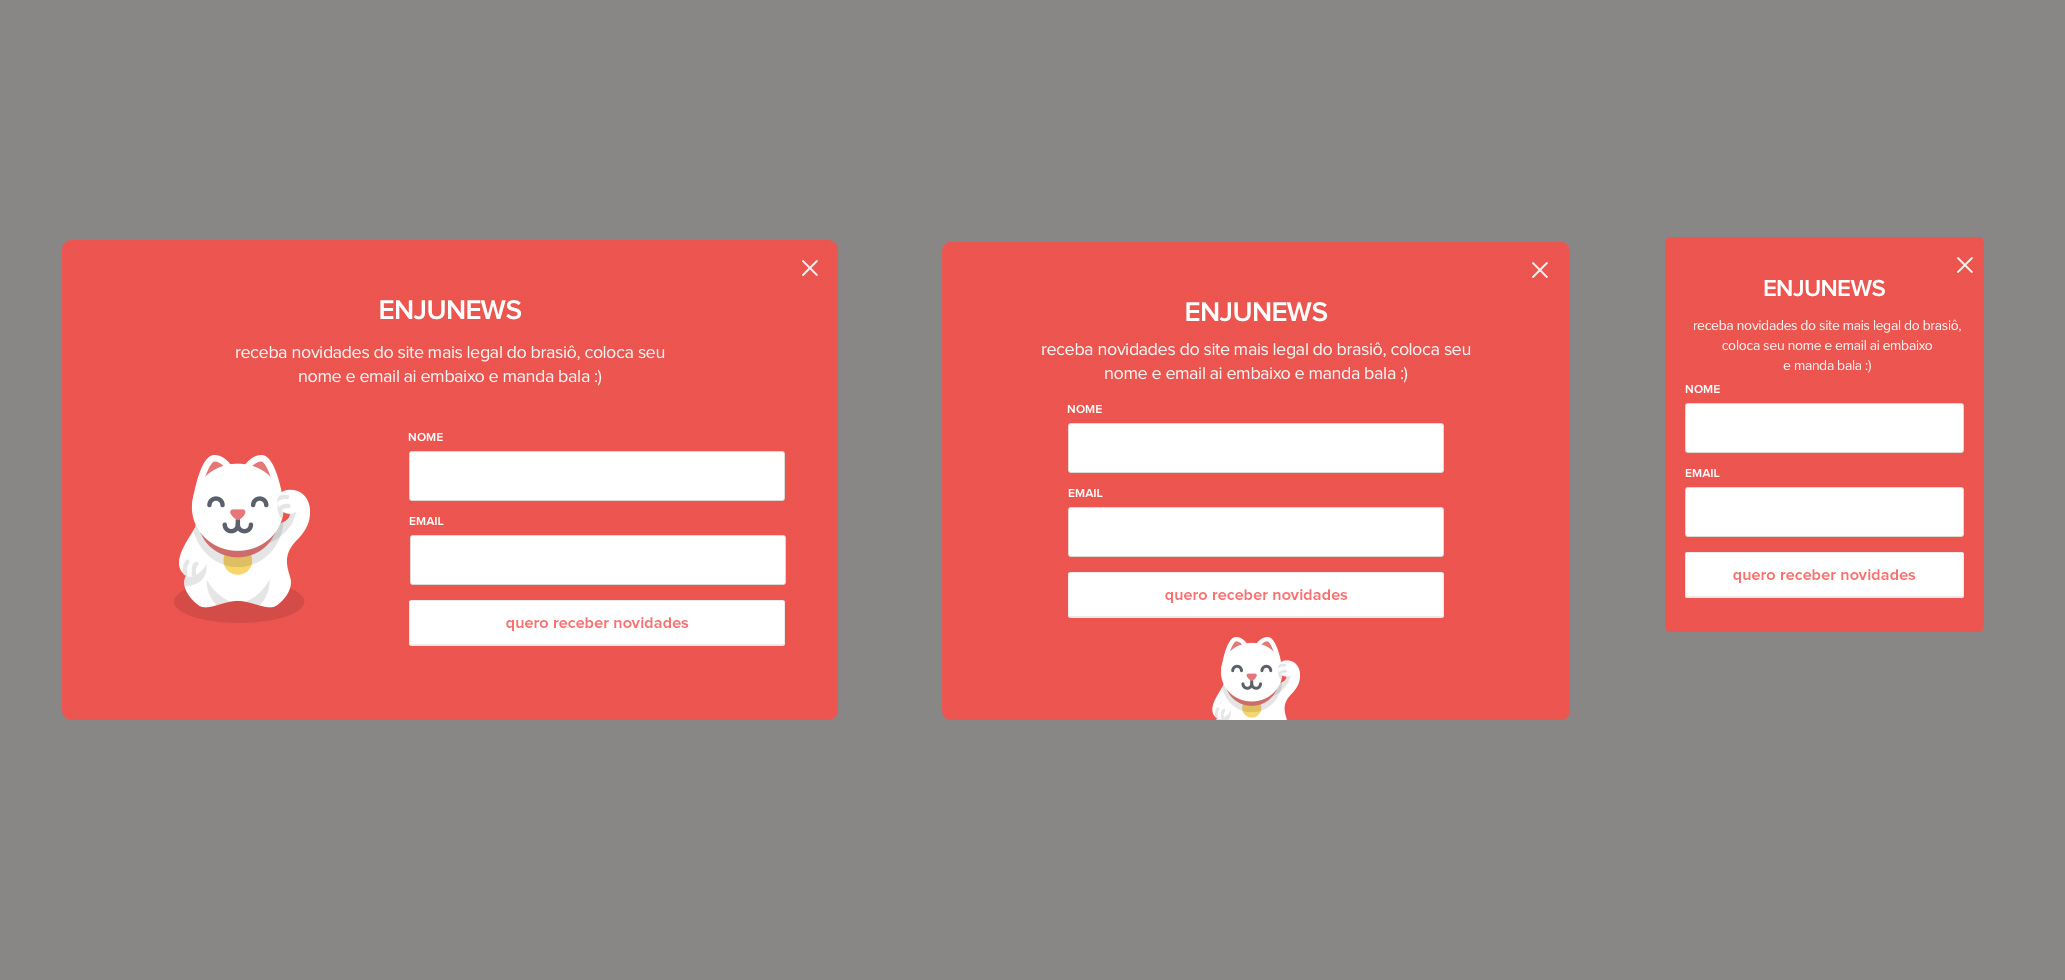 ENJUNEWS
receba novidades do site mais legal do brasiô, coloca seu
nome e email ai embaixo e manda bala :)
NOME
EMAIL
quero receber novidades
ENJUNEWS
receba novidades do site mais legal do brasiô, coloca seu
nome e email ai embaixo e manda bala :)
NOME
EMAIL
quero receber novidades
ENJUNEWS
receba novidades do site mais legal do brasiô,
coloca seu nome e email ai embaixo
e manda bala :)
NOME
EMAIL
quero receber novidades